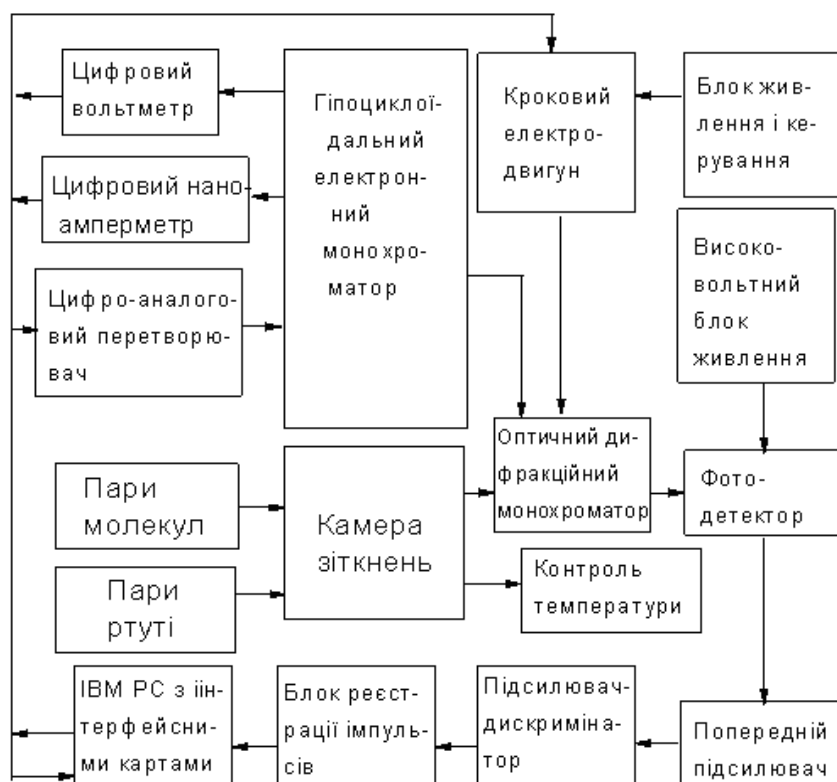 Цифровий
вольтметр
Гіпоциклої-
дальний
електрон-
ний
монохро-
матор
Кроковий
електро-
двигун
Блок жив-
лення і ке-
рування
Цифровий нано-
амперметр
Цифро-аналого-
вий перетворю-
вач
Високо-
вольтний
блок
живлення
Пари
молекул
Камера
зіткнень
Оптичний ди-
фракційний
монохроматор
Фото-
детектор
Пари
ртуті
Контроль
температури
IBM PC з іін-
терфейсни-
ми картами
Блок реєст-
рації імпуль-
сів
Підсилювач-
дискриміна-
тор
Попередній
підсилювач